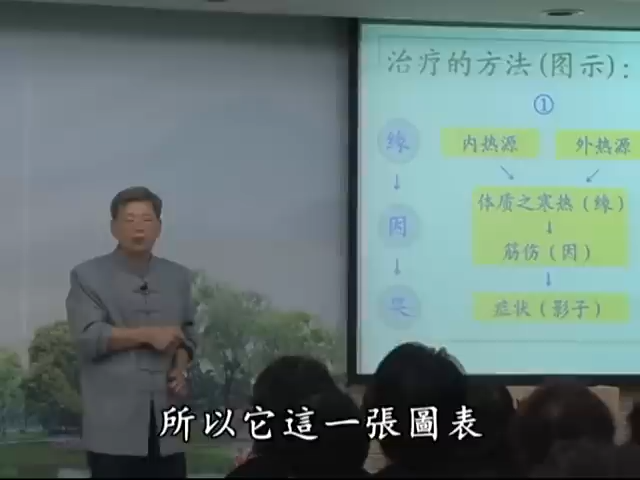 治疗的方法(图示)：
①
缘
内热源
外热源
↓
↘
↙
因
体质之寒热(缘)
↓
筋伤(因)
↓
↓
果
症状(影子)
所以它這一張圖表